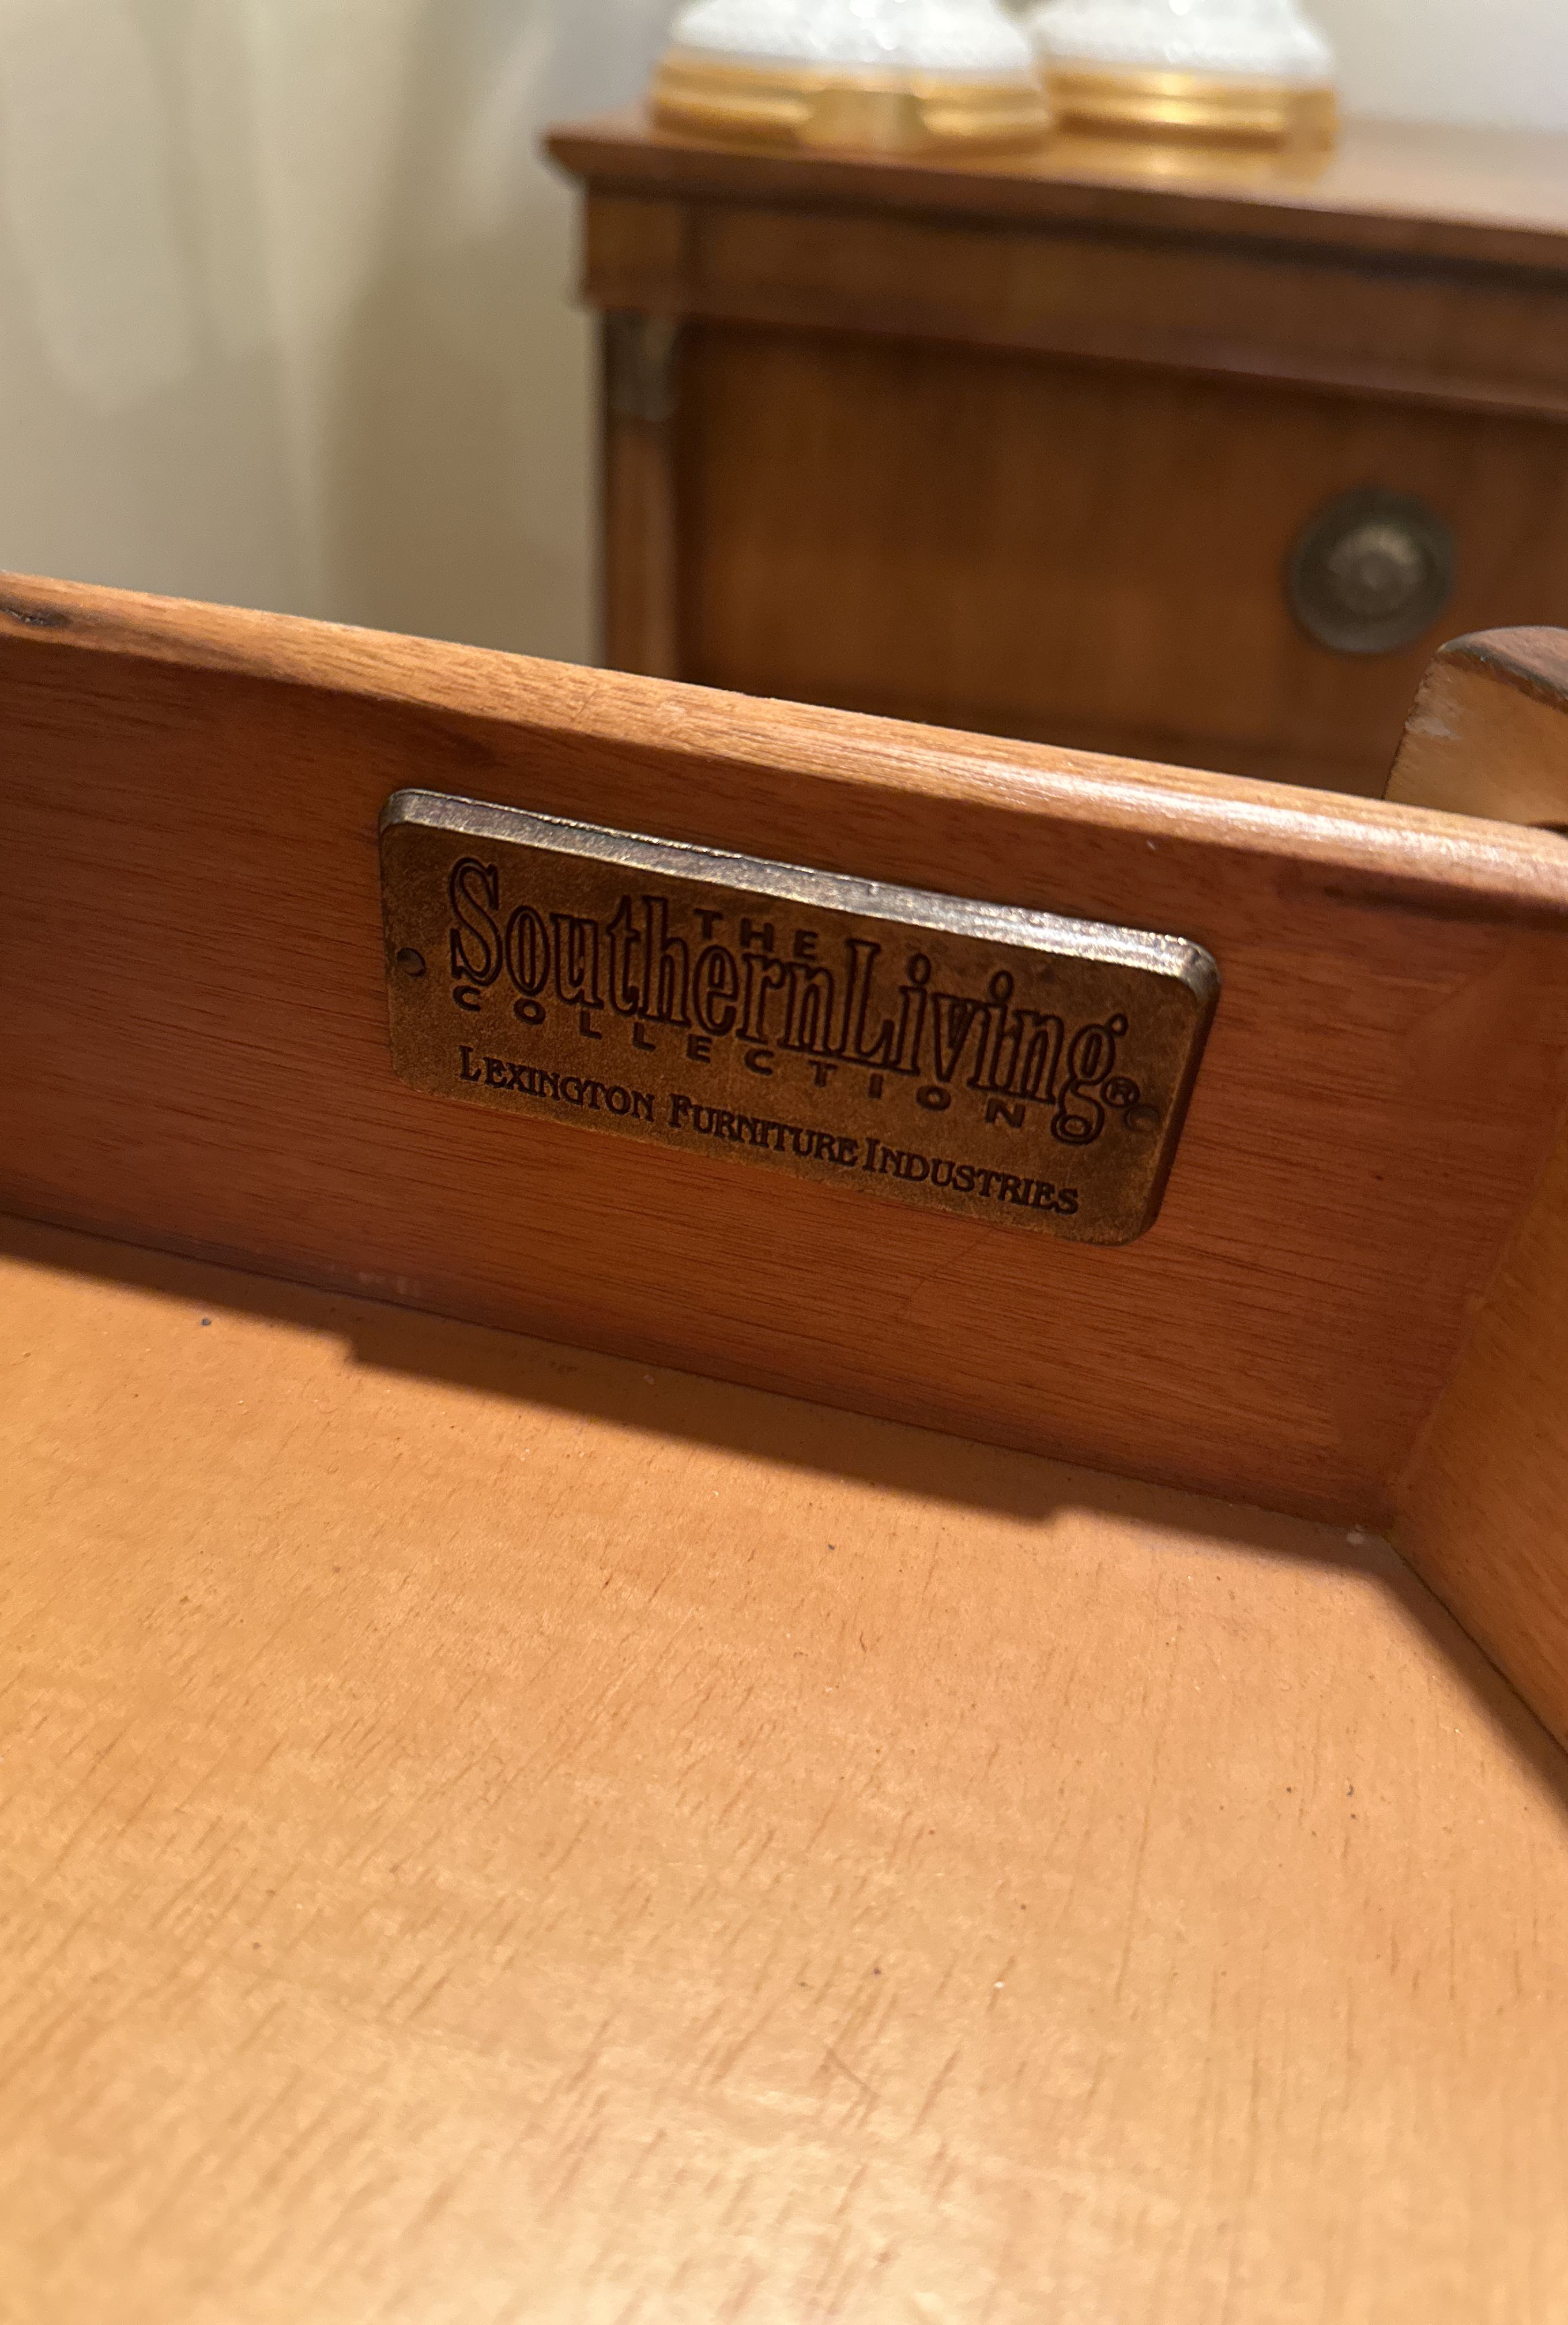 THE
SouthernLiving®
COLLECTION
LEXINGTON FURNITURE INDUSTRIES